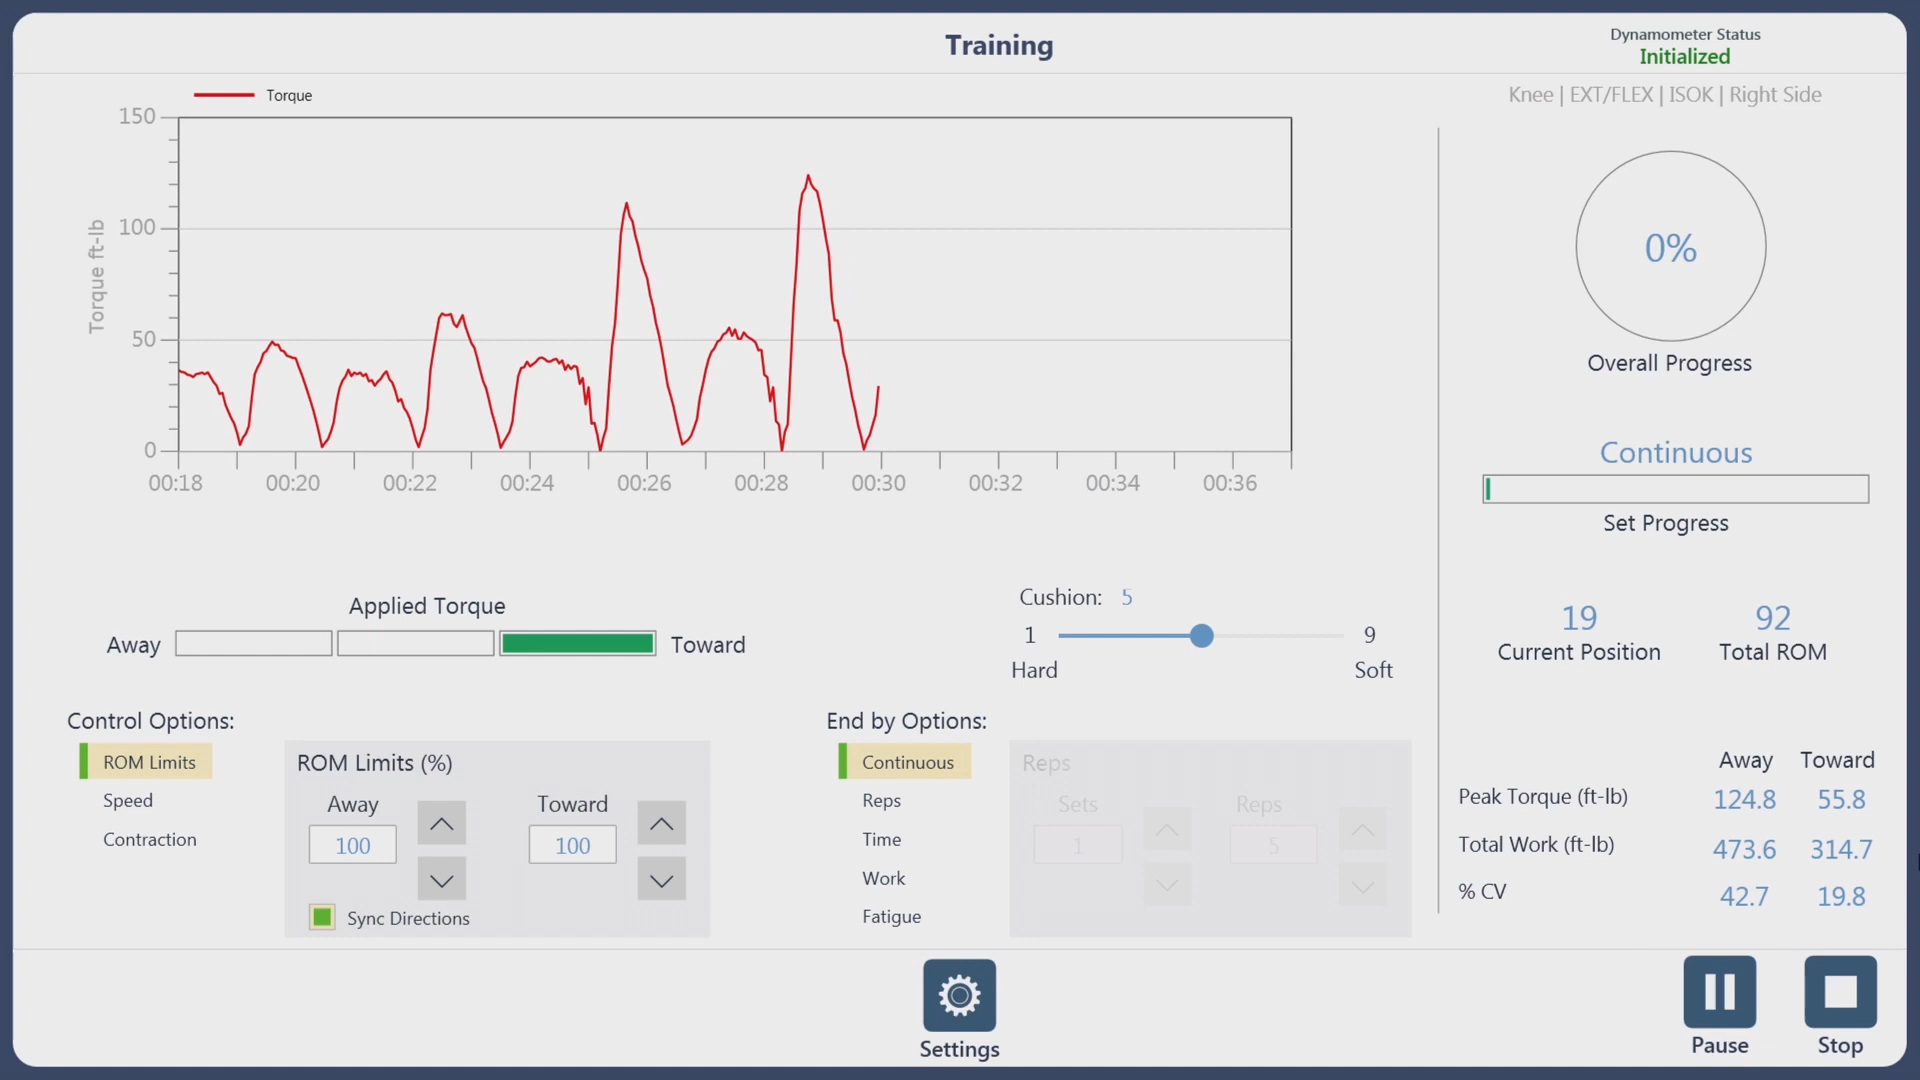 Training
Dynamometer Status
Initialized
Knee | EXT/FLEX | ISOK | Right Side
Torque
150
100
50
0
Torque ft-lb
00:18 00:20 00:22 00:24 00:26 00:28 00:30 00:32 00:34 00:36
0%
Overall Progress
Continuous
Set Progress
Applied Torque
Away Toward
Cushion: 5
1 9
Hard Soft
19 92
Current Position Total ROM
Control Options:
ROM Limits
Speed
Contraction
ROM Limits (%)
Away Toward
100 100
Sync Directions
End by Options:
Continuous
Reps
Time
Work
Fatigue
Reps
Sets Reps
1 5
Away Toward
Peak Torque (ft-lb) 124.8 55.8
Total Work (ft-lb) 473.6 314.7
% CV 42.7 19.8
Settings
Pause
Stop